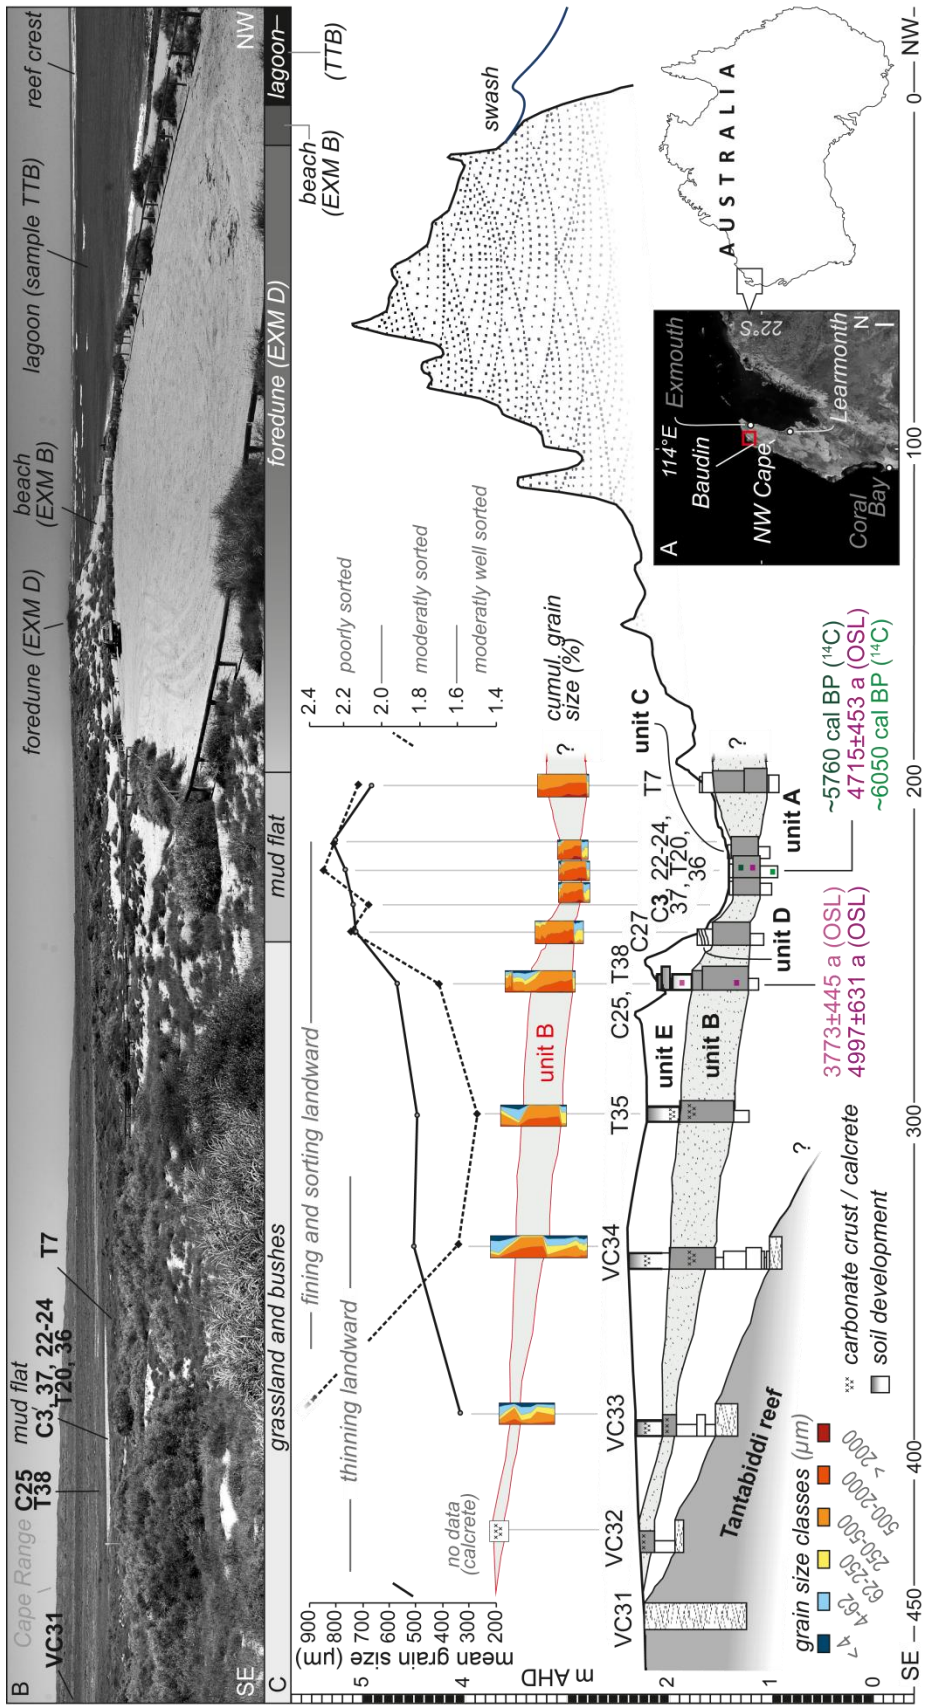 B
Cape Range
C25
T38
VC31
mud flat
C3, 37, 22-24
T20, 36
T7
foredune (EXM D)
beach
(EXM B)
lagoon (sample TTB)
reef crest
SE
NW
C
grassland and bushes
mud flat
foredune (EXM D)
beach
(EXM B)
lagoon
(TTB)
900
800
700
600
500
400
300
200
mean grain size (µm)
thinning landward
fining and sorting landward
2.4
2.2
2.0
1.8
1.6
1.4
poorly sorted
moderatly sorted
moderatly well sorted
no data
(calcrete)
unit B
cumul. grain
size (%)
?
swash
5
4
3
2
1
0
m AHD
VC31
VC32
VC33
VC34
T35
C25, T38
C27
C3, 22-24,
37, T20,
36
T7
unit C
unit E
unit B
unit D
unit A
?
?
Tantabiddi reef
3773±445 a (OSL)
4997±631 a (OSL)
~5760 cal BP (¹⁴C)
4715±453 a (OSL)
~6050 cal BP (¹⁴C)
grain size classes (µm)
<4
4-62
62-250
250-500
500-2000
>2000
carbonate crust / calcrete
soil development
A
114°E
Exmouth
Baudin
NW Cape
22°S
Learmonth
Coral
Bay
N
AUSTRALIA
SE
450
400
300
200
100
0
NW